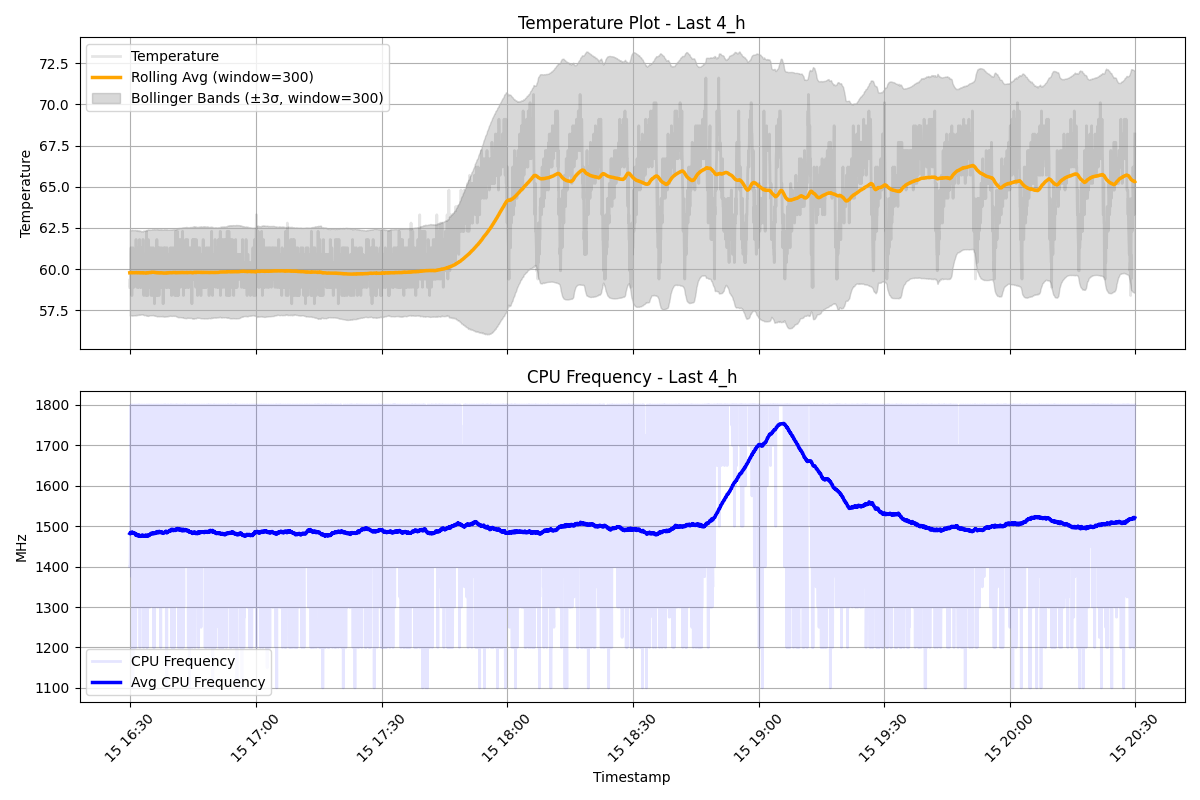 Temperature Plot - Last 4_h
Temperature
Rolling Avg (window=300)
Bollinger Bands (±3σ, window=300)
Temperature
72.5
70.0
67.5
65.0
62.5
60.0
57.5
CPU Frequency - Last 4_h
MHz
1800
1700
1600
1500
1400
1300
1200
1100
CPU Frequency
Avg CPU Frequency
15 16:30
15 17:00
15 17:30
15 18:00
15 18:30
15 19:00
15 19:30
15 20:00
15 20:30
Timestamp